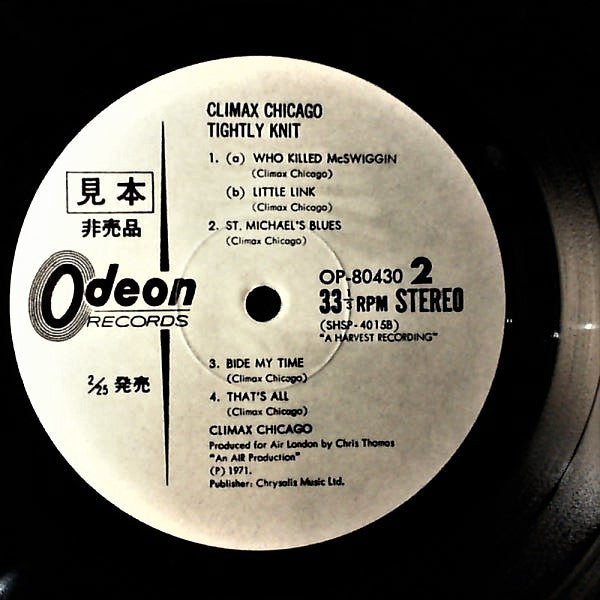 CLIMAX CHICAGO
TIGHTLY KNIT
1. (a) WHO KILLED McSWIGGIN
(Climax Chicago)
(b) LITTLE LINK
(Climax Chicago)
2. ST. MICHAEL'S BLUES
(Climax Chicago)
見本
非売品
Odeon
RECORDS
2/25 発売
OP-80430 2
33⅓ RPM STEREO
(SHSP-4015B)
"A HARVEST RECORDING"
3. BIDE MY TIME
(Climax Chicago)
4. THAT'S ALL
(Climax Chicago)
CLIMAX CHICAGO
Produced for Air London by Chris Thomas
"An AIR Production"
(P) 1971.
Publisher: Chrysalis Music Ltd.